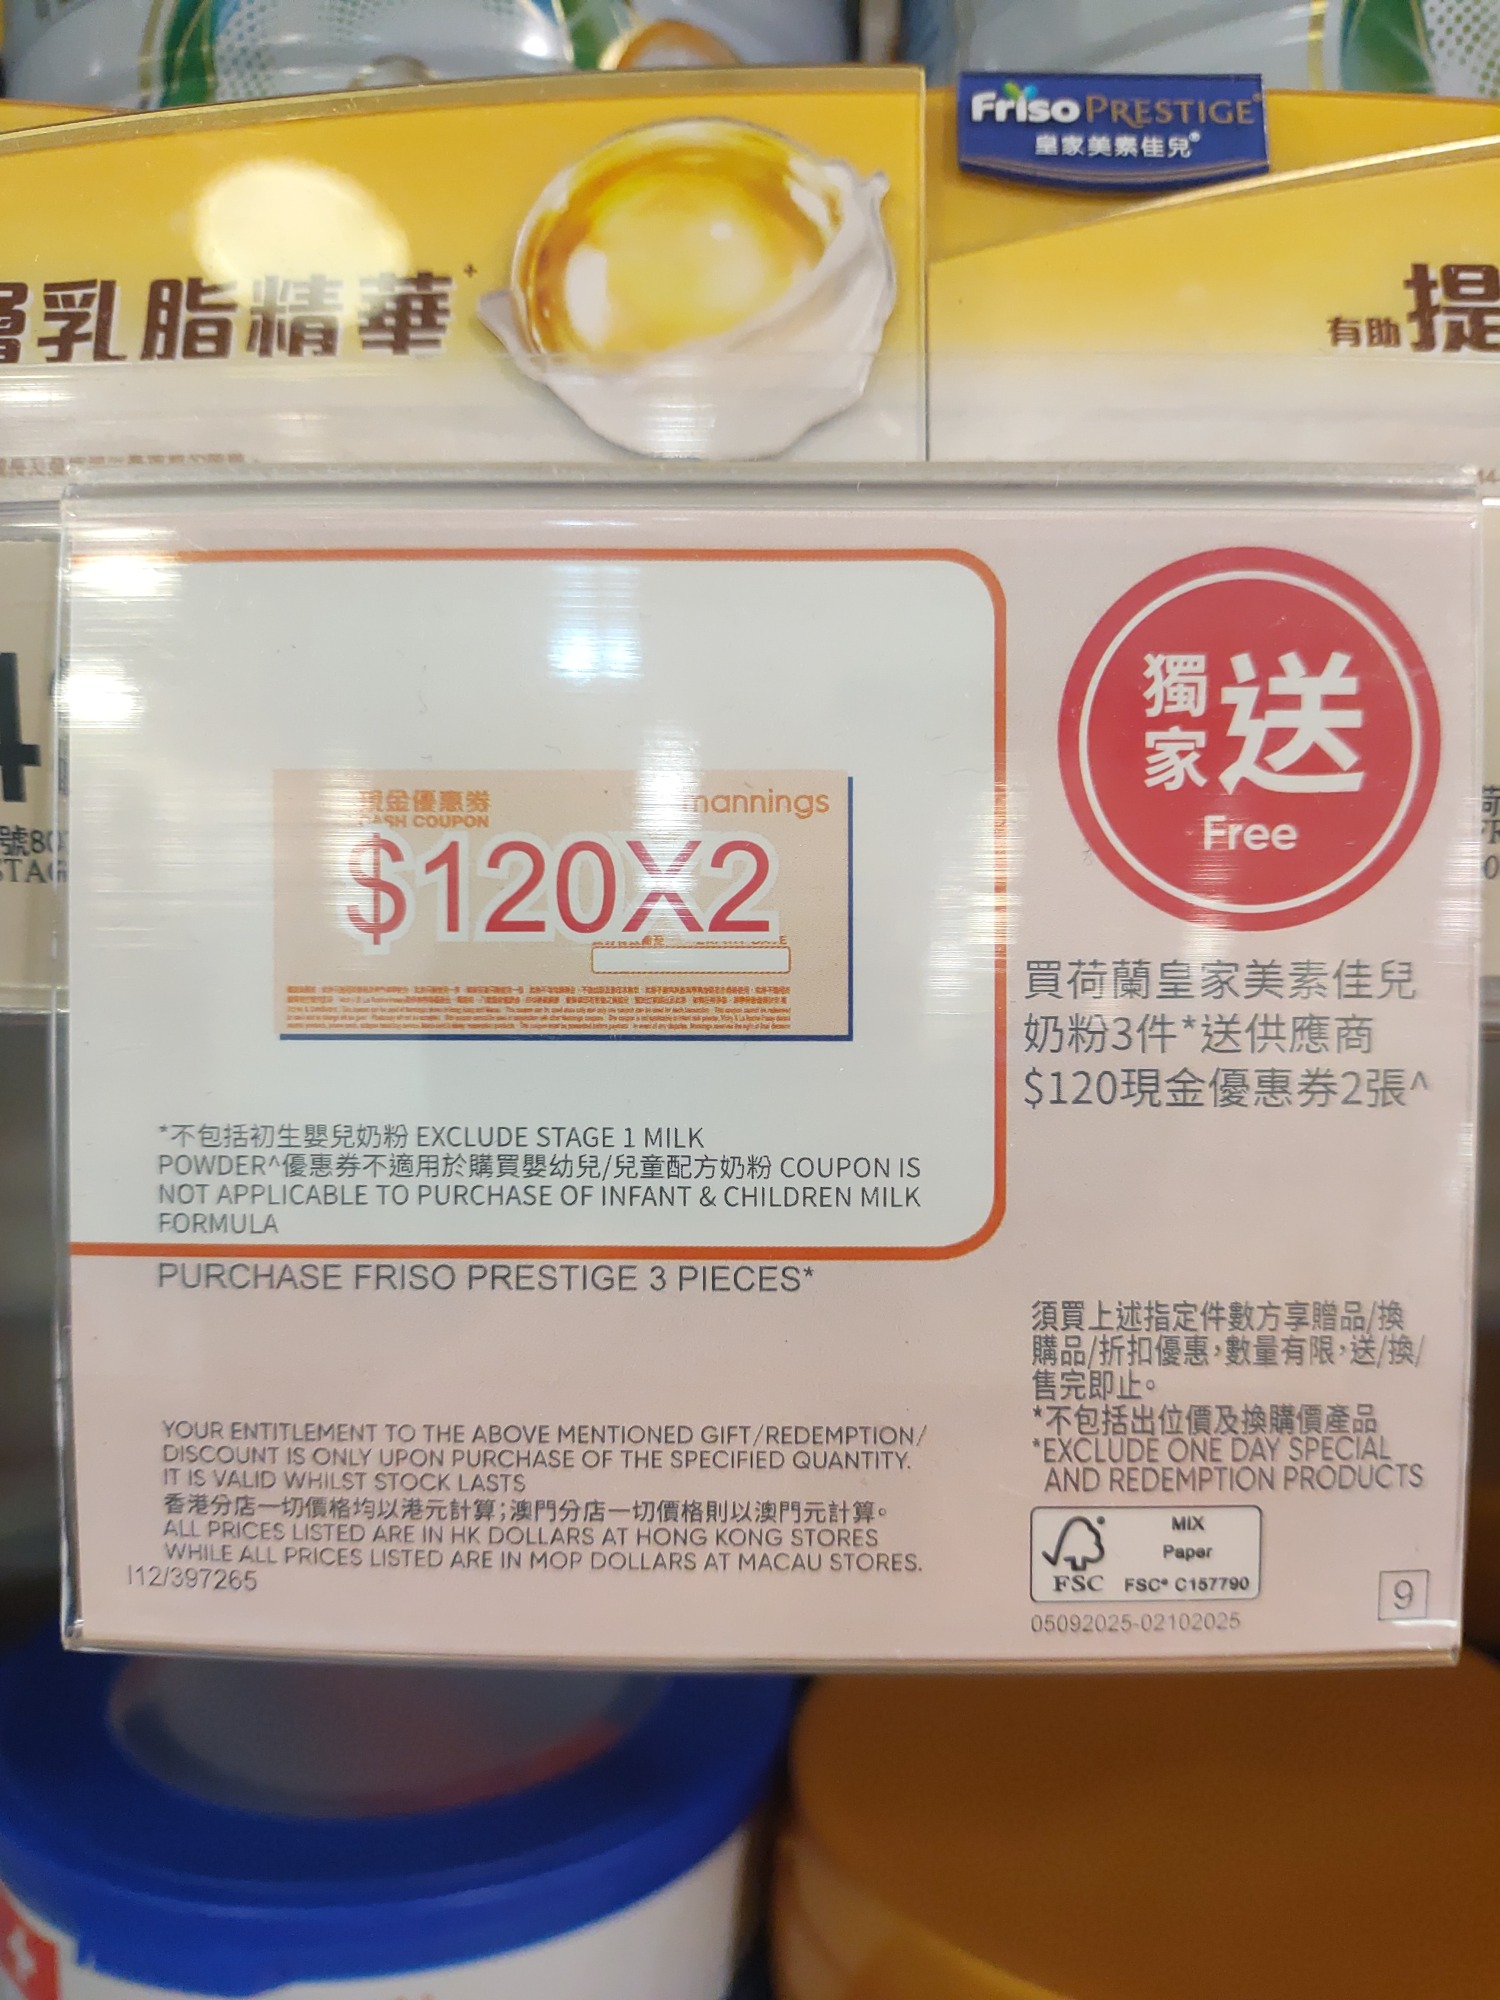 Friso PRESTIGE
皇家美素佳兒®
乳脂精華+
有助提
獨家送
Free
現金優惠券
CASH COUPON
mannings
$120X2
買荷蘭皇家美素佳兒
奶粉3件*送供應商
$120現金優惠券2張^
*不包括初生嬰兒奶粉 EXCLUDE STAGE 1 MILK
POWDER^優惠券不適用於購買嬰幼兒/兒童配方奶粉 COUPON IS
NOT APPLICABLE TO PURCHASE OF INFANT & CHILDREN MILK
FORMULA
PURCHASE FRISO PRESTIGE 3 PIECES*
須買上述指定件數方享贈品/換
購品/折扣優惠,數量有限,送/換/
售完即止。
*不包括出位價及換購價產品
*EXCLUDE ONE DAY SPECIAL
AND REDEMPTION PRODUCTS
YOUR ENTITLEMENT TO THE ABOVE MENTIONED GIFT/REDEMPTION/
DISCOUNT IS ONLY UPON PURCHASE OF THE SPECIFIED QUANTITY.
IT IS VALID WHILST STOCK LASTS
香港分店一切價格均以港元計算;澳門分店一切價格則以澳門元計算。
ALL PRICES LISTED ARE IN HK DOLLARS AT HONG KONG STORES
WHILE ALL PRICES LISTED ARE IN MOP DOLLARS AT MACAU STORES.
I12/397265
FSC
MIX
Paper
FSC® C157790
05092025-02102025
9